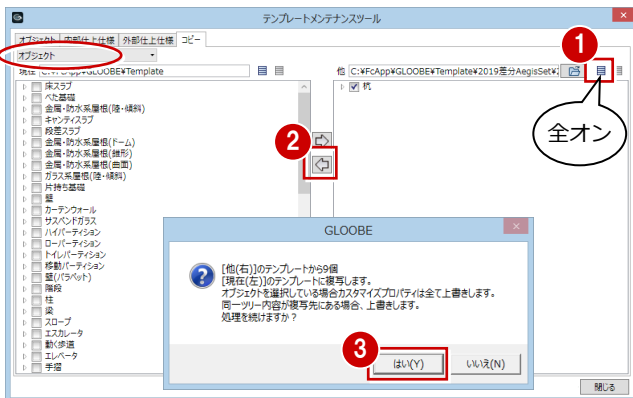 テンプレートメンテナンスツール
オブジェクト 内部仕上仕様 外部仕上仕様 コピー
オブジェクト
1
現在 C:¥FcApp¥GLOOBE¥Template
他 C:¥FcApp¥GLOOBE¥Template¥2019差分AegisSet¥
床スラブ
杭
べた基礎
金属・防水系屋根(陸・傾斜)
キャンティスラブ
全オン
段差スラブ
2
金属・防水系屋根(ドーム)
金属・防水系屋根(錐形)
金属・防水系屋根(曲面)
ガラス系屋根(陸・傾斜)
片持ち基礎
壁
カーテンウォール
サスペンドガラス
ハイパーティション
ローパーティション
トイレパーティション
移動パーティション
壁(パラペット)
階段
柱
梁
スロープ
エスカレータ
動く歩道
エレベータ
手摺
GLOOBE
[他(右)]のテンプレートから9個
[現在(左)]のテンプレートに複写します。
オブジェクトを選択している場合カスタマイズプロパティは全て上書きします。
同一ツリー内容が複写先にある場合、上書きします。
処理を続けますか？
3
はい(Y)
いいえ(N)
閉じる